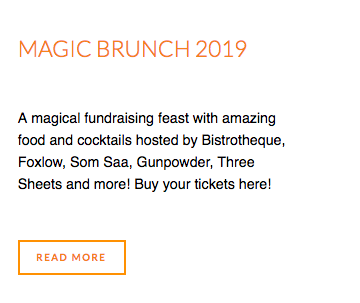 MAGIC BRUNCH 2019
A magical fundraising feast with amazing
food and cocktails hosted by Bistrotheque,
Foxlow, Som Saa, Gunpowder, Three
Sheets and more! Buy your tickets here!
READ MORE